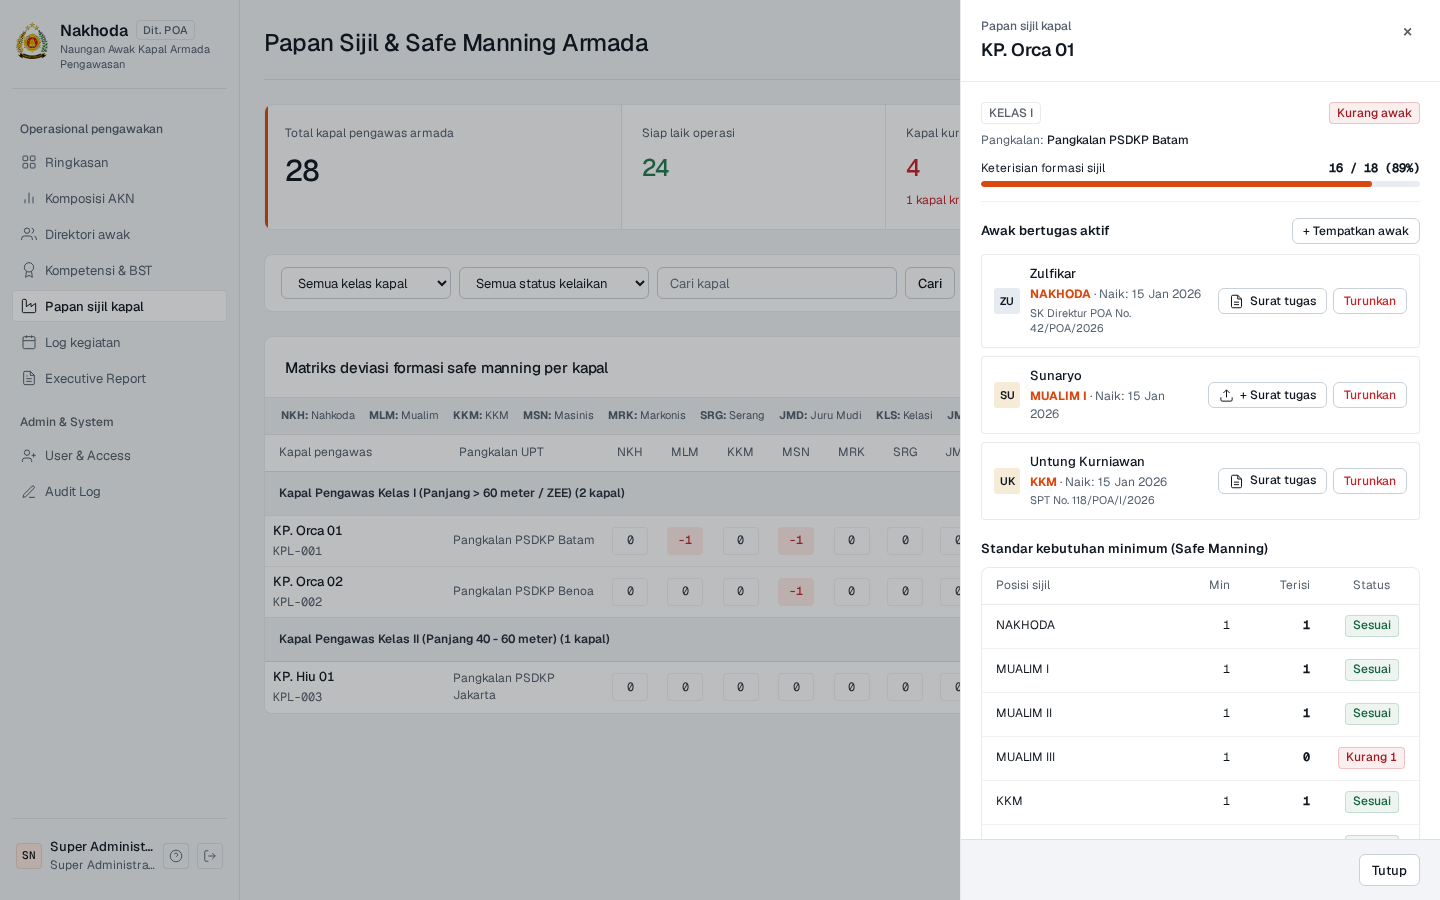 Nakhoda
Dit. POA
Naungan Awak Kapal Armada
Pengawasan
Operasional pengawakan
Ringkasan
Komposisi AKN
Direktori awak
Kompetensi & BST
Papan sijil kapal
Log kegiatan
Executive Report
Admin & System
User & Access
Audit Log
SN
Super Administ...
Super Administra...
Papan Sijil & Safe Manning Armada
Total kapal pengawas armada
28
Siap laik operasi
24
Kapal kur
4
1 kapal kr
Semua kelas kapal
Semua status kelaikan
Cari kapal
Cari
Matriks deviasi formasi safe manning per kapal
NKH: Nahkoda MLM: Mualim KKM: KKM MSN: Masinis MRK: Markonis SRG: Serang JMD: Juru Mudi KLS: Kelasi JM
Kapal pengawas Pangkalan UPT NKH MLM KKM MSN MRK SRG JM
Kapal Pengawas Kelas I (Panjang > 60 meter / ZEE) (2 kapal)
KP. Orca 01
KPL-001
Pangkalan PSDKP Batam 0 -1 0 -1 0 0 0
KP. Orca 02
KPL-002
Pangkalan PSDKP Benoa 0 0 0 -1 0 0 0
Kapal Pengawas Kelas II (Panjang 40 - 60 meter) (1 kapal)
KP. Hiu 01
KPL-003
Pangkalan PSDKP
Jakarta
0 0 0 0 0 0 0
Papan sijil kapal
KP. Orca 01
×
KELAS I
Kurang awak
Pangkalan: Pangkalan PSDKP Batam
Keterisian formasi sijil 16 / 18 (89%)
Awak bertugas aktif
+ Tempatkan awak
ZU
Zulfikar
NAKHODA · Naik: 15 Jan 2026
SK Direktur POA No.
42/POA/2026
Surat tugas
Turunkan
SU
Sunaryo
MUALIM I · Naik: 15 Jan
2026
+ Surat tugas
Turunkan
UK
Untung Kurniawan
KKM · Naik: 15 Jan 2026
SPT No. 118/POA/I/2026
Surat tugas
Turunkan
Standar kebutuhan minimum (Safe Manning)
Posisi sijil Min Terisi Status
NAKHODA 1 1 Sesuai
MUALIM I 1 1 Sesuai
MUALIM II 1 1 Sesuai
MUALIM III 1 0 Kurang 1
KKM 1 1 Sesuai
Tutup